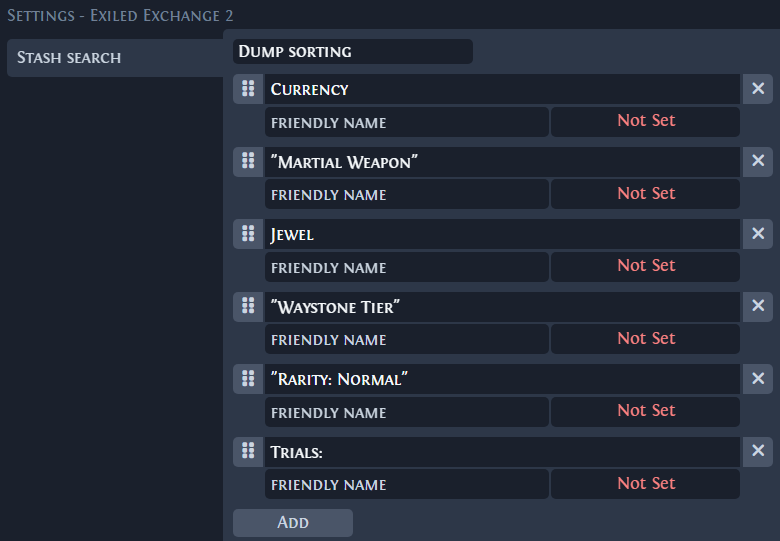 Settings - Exiled Exchange 2
Stash search
Dump sorting
Currency
friendly name
Not Set
"Martial Weapon"
friendly name
Not Set
Jewel
friendly name
Not Set
"Waystone Tier"
friendly name
Not Set
"Rarity: Normal"
friendly name
Not Set
Trials:
friendly name
Not Set
Add